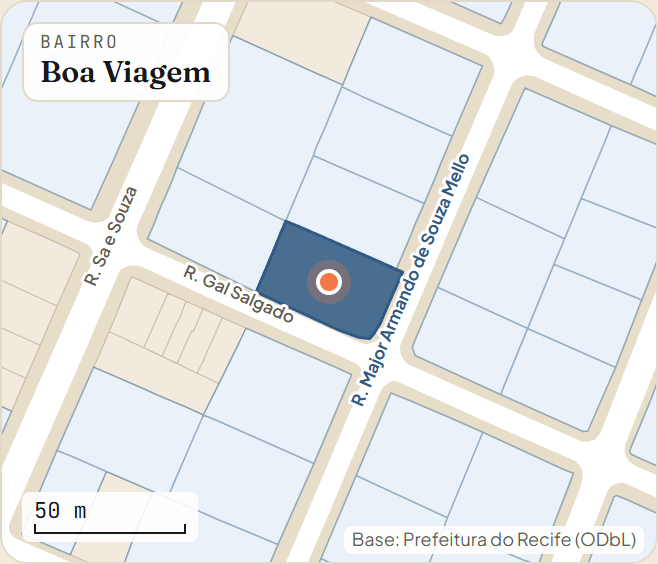 BAIRRO
Boa Viagem
R. Sa e Souza
R. Gal Salgado
R. Major Armando de Souza Mello
50 m
Base: Prefeitura do Recife (ODbL)